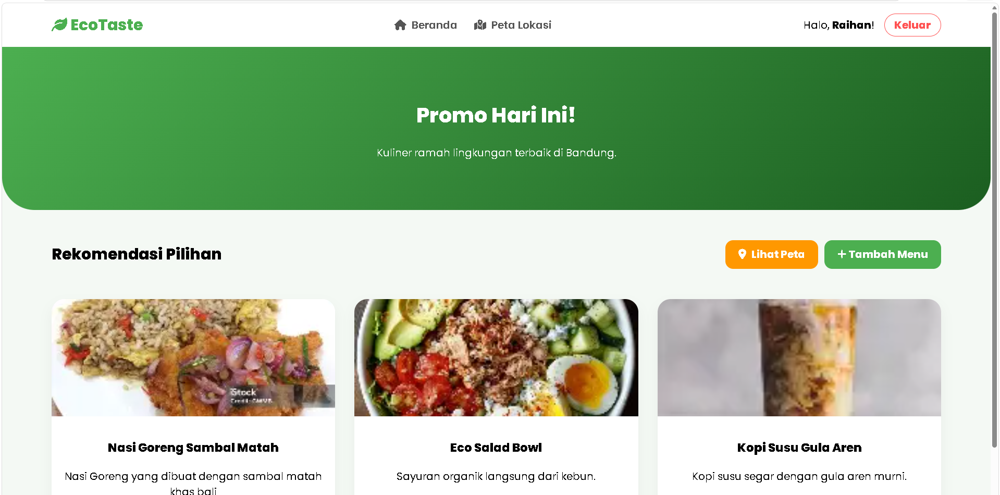 EcoTaste
Beranda
Peta Lokasi
Halo, Raihan!
Keluar
Promo Hari Ini!
Kuliner ramah lingkungan terbaik di Bandung.
Rekomendasi Pilihan
Lihat Peta
+ Tambah Menu
iStock
Nasi Goreng Sambal Matah
Nasi Goreng yang dibuat dengan sambal matah
khas bali
Eco Salad Bowl
Sayuran organik langsung dari kebun.
Kopi Susu Gula Aren
Kopi susu segar dengan gula aren murni.